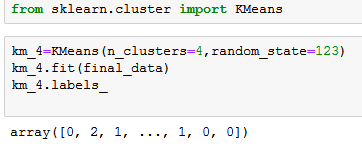 from sklearn.cluster import KMeans
km_4=KMeans(n_clusters=4,random_state=123)
km_4.fit(final_data)
km_4.labels_
array([0, 2, 1, ..., 1, 0, 0])